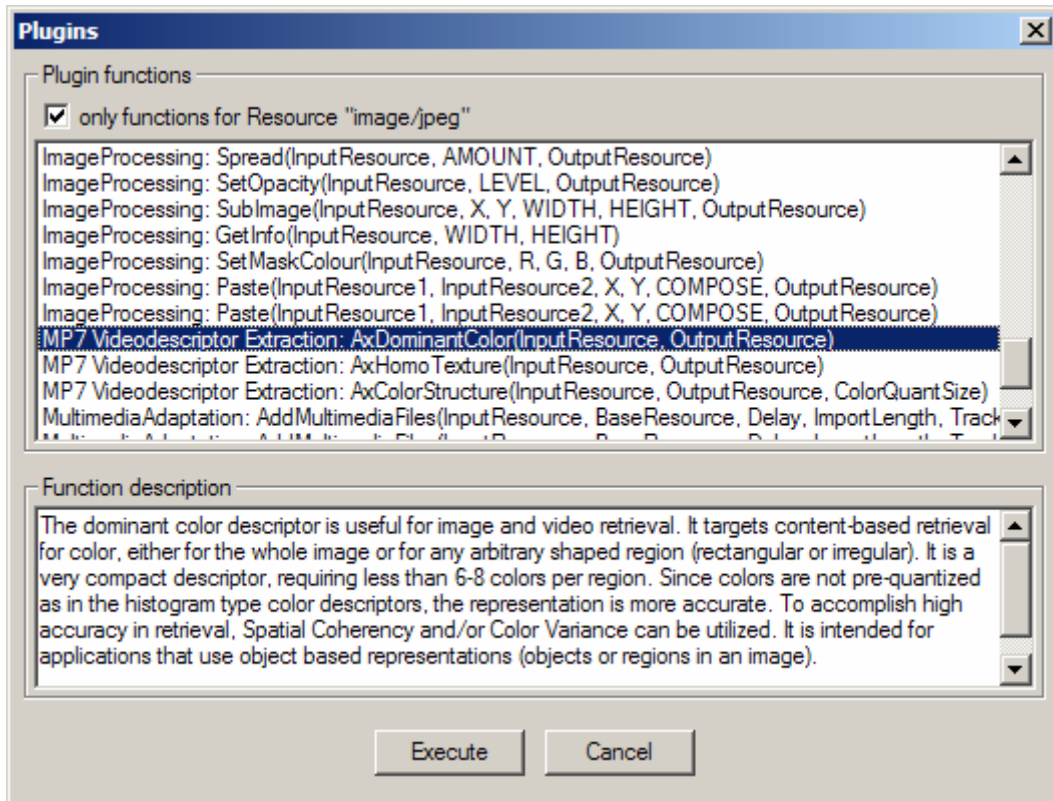 Plugins
Plugin functions
only functions for Resource "image/jpeg"
ImageProcessing: Spread(InputResource, AMOUNT, OutputResource)
ImageProcessing: SetOpacity(InputResource, LEVEL, OutputResource)
ImageProcessing: SubImage(InputResource, X, Y, WIDTH, HEIGHT, OutputResource)
ImageProcessing: GetInfo(InputResource, WIDTH, HEIGHT)
ImageProcessing: SetMaskColour(InputResource, R, G, B, OutputResource)
ImageProcessing: Paste(InputResource1, InputResource2, X, Y, COMPOSE, OutputResource)
ImageProcessing: Paste(InputResource1, InputResource2, X, Y, COMPOSE, OutputResource)
MP7 Videodescriptor Extraction: AxDominantColor(InputResource, OutputResource)
MP7 Videodescriptor Extraction: AxHomoTexture(InputResource, OutputResource)
MP7 Videodescriptor Extraction: AxColorStructure(InputResource, OutputResource, ColorQuantSize)
MultimediaAdaptation: AddMultimediaFiles(InputResource, BaseResource, Delay, ImportLength, Track
Function description
The dominant color descriptor is useful for image and video retrieval. It targets content-based retrieval
for color, either for the whole image or for any arbitrary shaped region (rectangular or irregular). It is a
very compact descriptor, requiring less than 6-8 colors per region. Since colors are not pre-quantized
as in the histogram type color descriptors, the representation is more accurate. To accomplish high
accuracy in retrieval, Spatial Coherency and/or Color Variance can be utilized. It is intended for
applications that use object based representations (objects or regions in an image).
Execute
Cancel